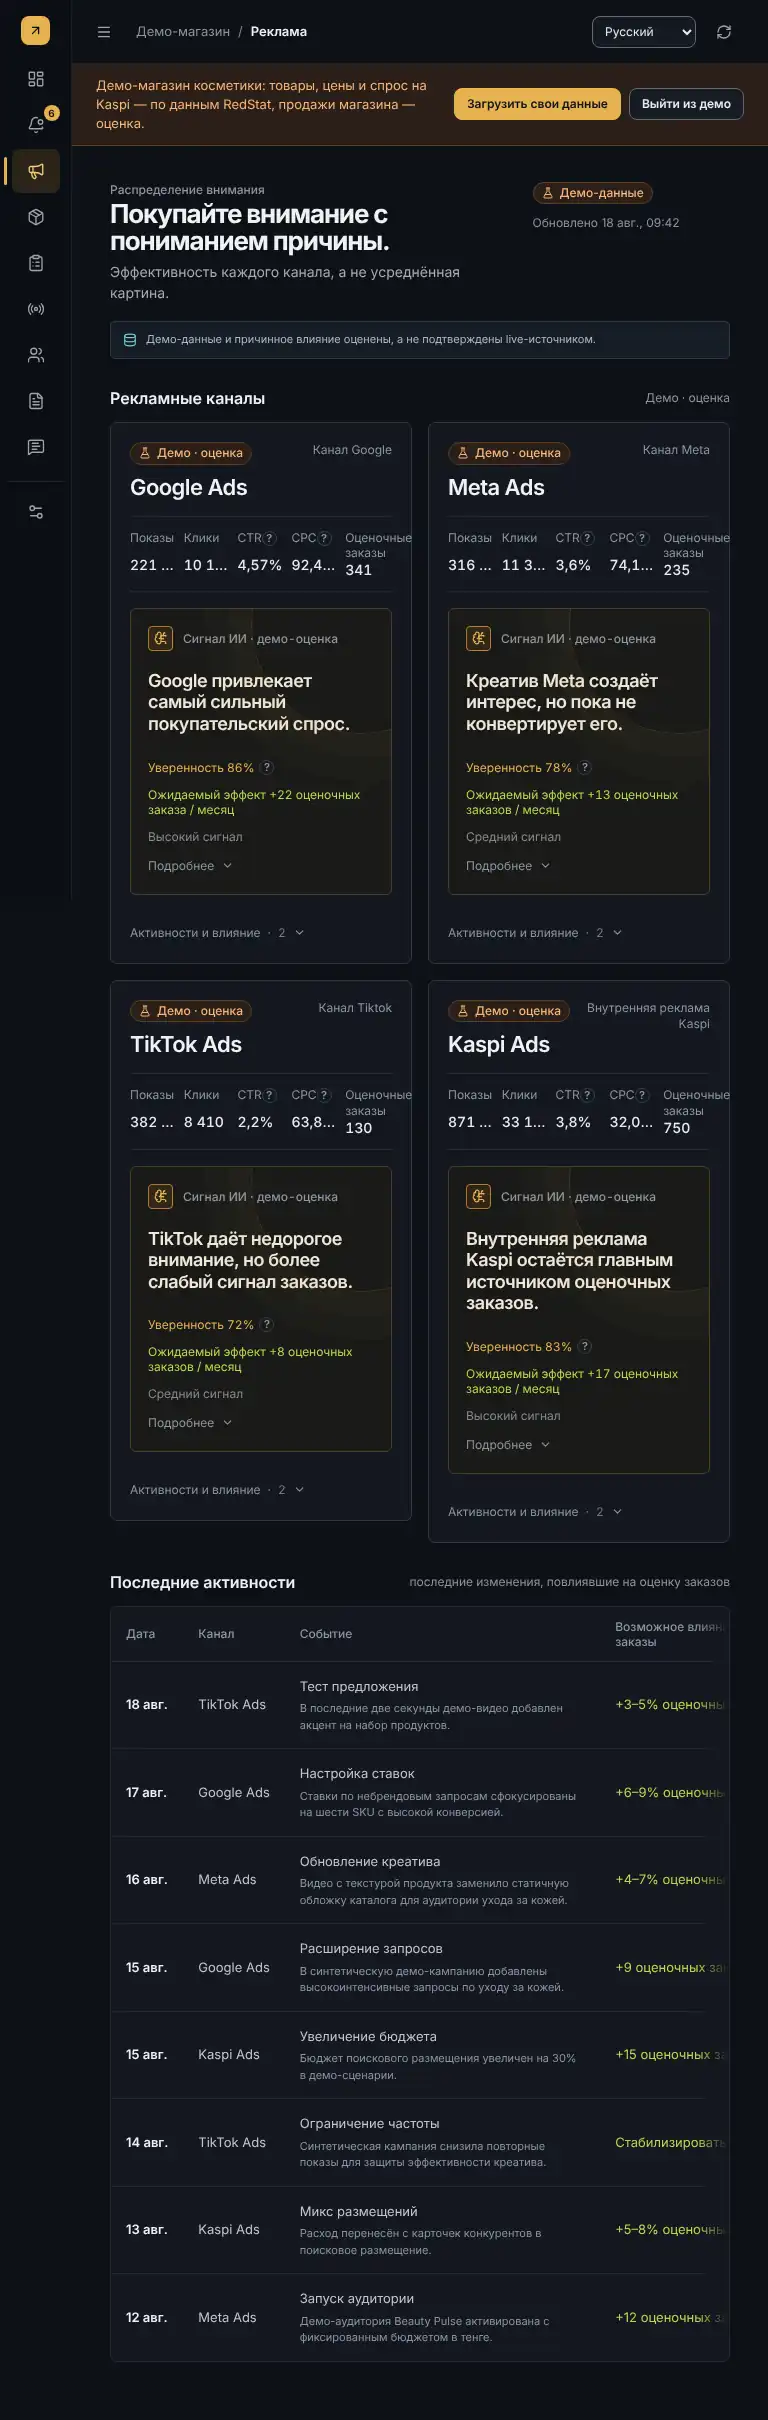 Демо-магазин / Реклама
Русский
6
Демо-магазин косметики: товары, цены и спрос на
Kaspi — по данным RedStat, продажи магазина —
оценка.
Загрузить свои данные
Выйти из демо
Распределение внимания
Демо-данные
Покупайте внимание с
пониманием причины.
Обновлено 18 авг., 09:42
Эффективность каждого канала, а не усреднённая
картина.
Демо-данные и причинное влияние оценены, а не подтверждены live-источником.
Рекламные каналы
Демо · оценка
Демо · оценка
Канал Google
Google Ads
Показы Клики CTR ? CPC ? Оценочные
заказы
221 ... 10 1... 4,57% 92,4... 341
Сигнал ИИ · демо-оценка
Google привлекает
самый сильный
покупательский спрос.
Уверенность 86% ?
Ожидаемый эффект +22 оценочных
заказа / месяц
Высокий сигнал
Подробнее
Активности и влияние · 2
Демо · оценка
Канал Meta
Meta Ads
Показы Клики CTR ? CPC ? Оценочные
заказы
316 ... 11 3... 3,6% 74,1... 235
Сигнал ИИ · демо-оценка
Креатив Meta создаёт
интерес, но пока не
конвертирует его.
Уверенность 78% ?
Ожидаемый эффект +13 оценочных
заказов / месяц
Средний сигнал
Подробнее
Активности и влияние · 2
Демо · оценка
Канал Tiktok
TikTok Ads
Показы Клики CTR ? CPC ? Оценочные
заказы
382 ... 8 410 2,2% 63,8... 130
Сигнал ИИ · демо-оценка
TikTok даёт недорогое
внимание, но более
слабый сигнал заказов.
Уверенность 72% ?
Ожидаемый эффект +8 оценочных
заказов / месяц
Средний сигнал
Подробнее
Активности и влияние · 2
Демо · оценка
Внутренняя реклама
Kaspi
Kaspi Ads
Показы Клики CTR ? CPC ? Оценочные
заказы
871 ... 33 1... 3,8% 32,0... 750
Сигнал ИИ · демо-оценка
Внутренняя реклама
Kaspi остаётся главным
источником оценочных
заказов.
Уверенность 83% ?
Ожидаемый эффект +17 оценочных
заказов / месяц
Высокий сигнал
Подробнее
Активности и влияние · 2
Последние активности
последние изменения, повлиявшие на оценку заказов
Дата Канал Событие Возможное
заказы
18 авг. TikTok Ads Тест предложения +3–5%
В последние две секунды демо-видео добавлен
акцент на набор продуктов.
17 авг. Google Ads Настройка ставок +6–9%
Ставки по небрендовым запросам сфокусированы
на шести SKU с высокой конверсией.
16 авг. Meta Ads Обновление креатива +4–7%
Видео с текстурой продукта заменило статичную
обложку каталога для аудитории ухода за кожей.
15 авг. Google Ads Расширение запросов +9 оценочных
В синтетическую демо-кампанию добавлены
высокоинтенсивные запросы по уходу за кожей.
15 авг. Kaspi Ads Увеличение бюджета +15 оценочных
Бюджет поискового размещения увеличен на 30%
в демо-сценарии.
14 авг. TikTok Ads Ограничение частоты
Синтетическая кампания снизила повторные
показы для защиты эффективности креатива.
13 авг. Kaspi Ads Микс размещений +5–8%
Расход перенесён с карточек конкурентов в
поисковое размещение.
12 авг. Meta Ads Запуск аудитории +12 оценочных
Демо-аудитория Beauty Pulse активирована с
фиксированным бюджетом в тенге.